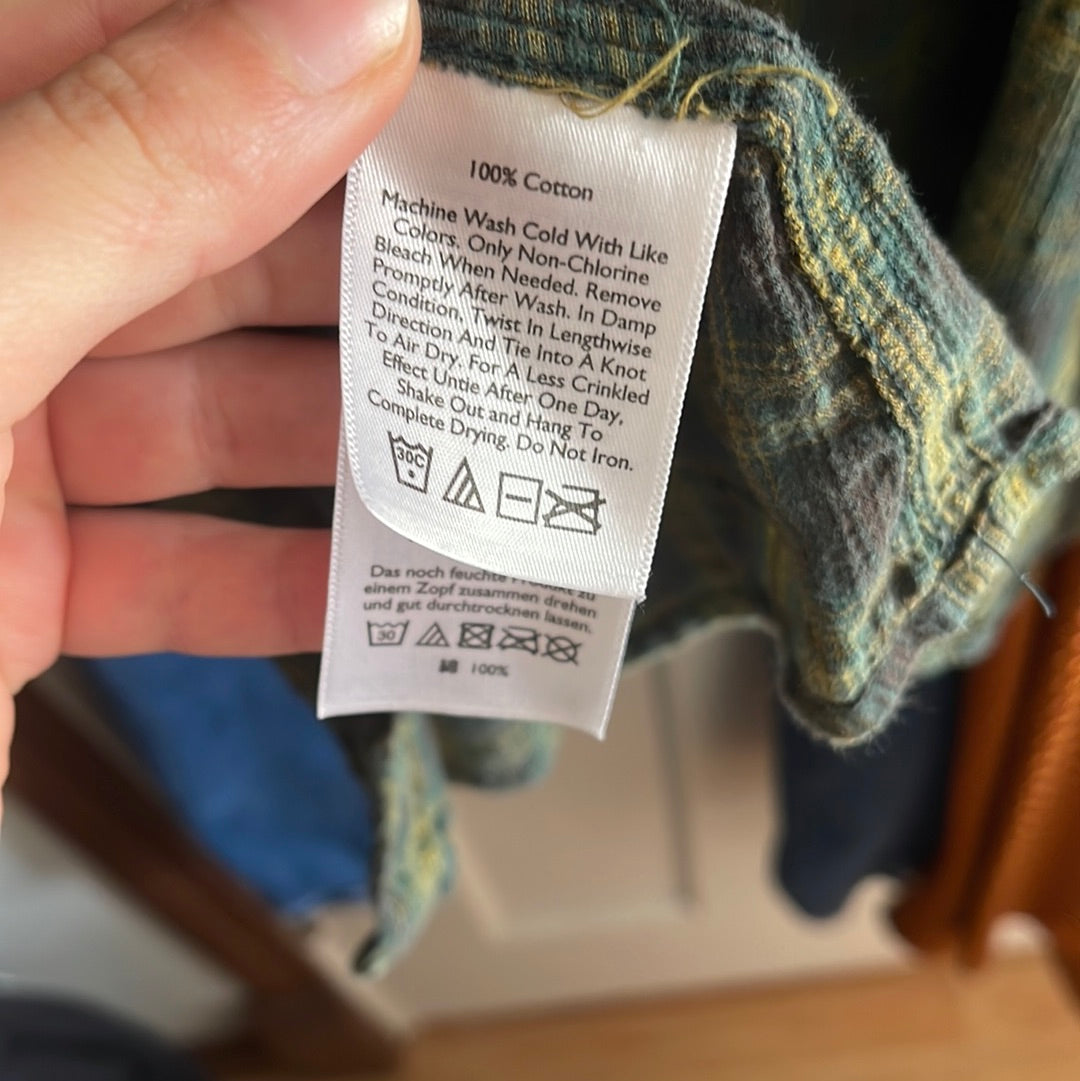 100% Cotton
Machine Wash Cold With Like
Colors. Only Non-Chlorine
Bleach When Needed. Remove
Promptly After Wash. In Damp
Condition, Twist In Lengthwise
Direction And Tie Into A Knot
To Air Dry. For A Less Crinkled
Effect Untie After One Day,
Shake Out and Hang To
Complete Drying. Do Not Iron.
30C
Das noch feuchte Produkt zu
einem Zopf zusammen drehen
und gut durchtrocknen lassen.
30
100%